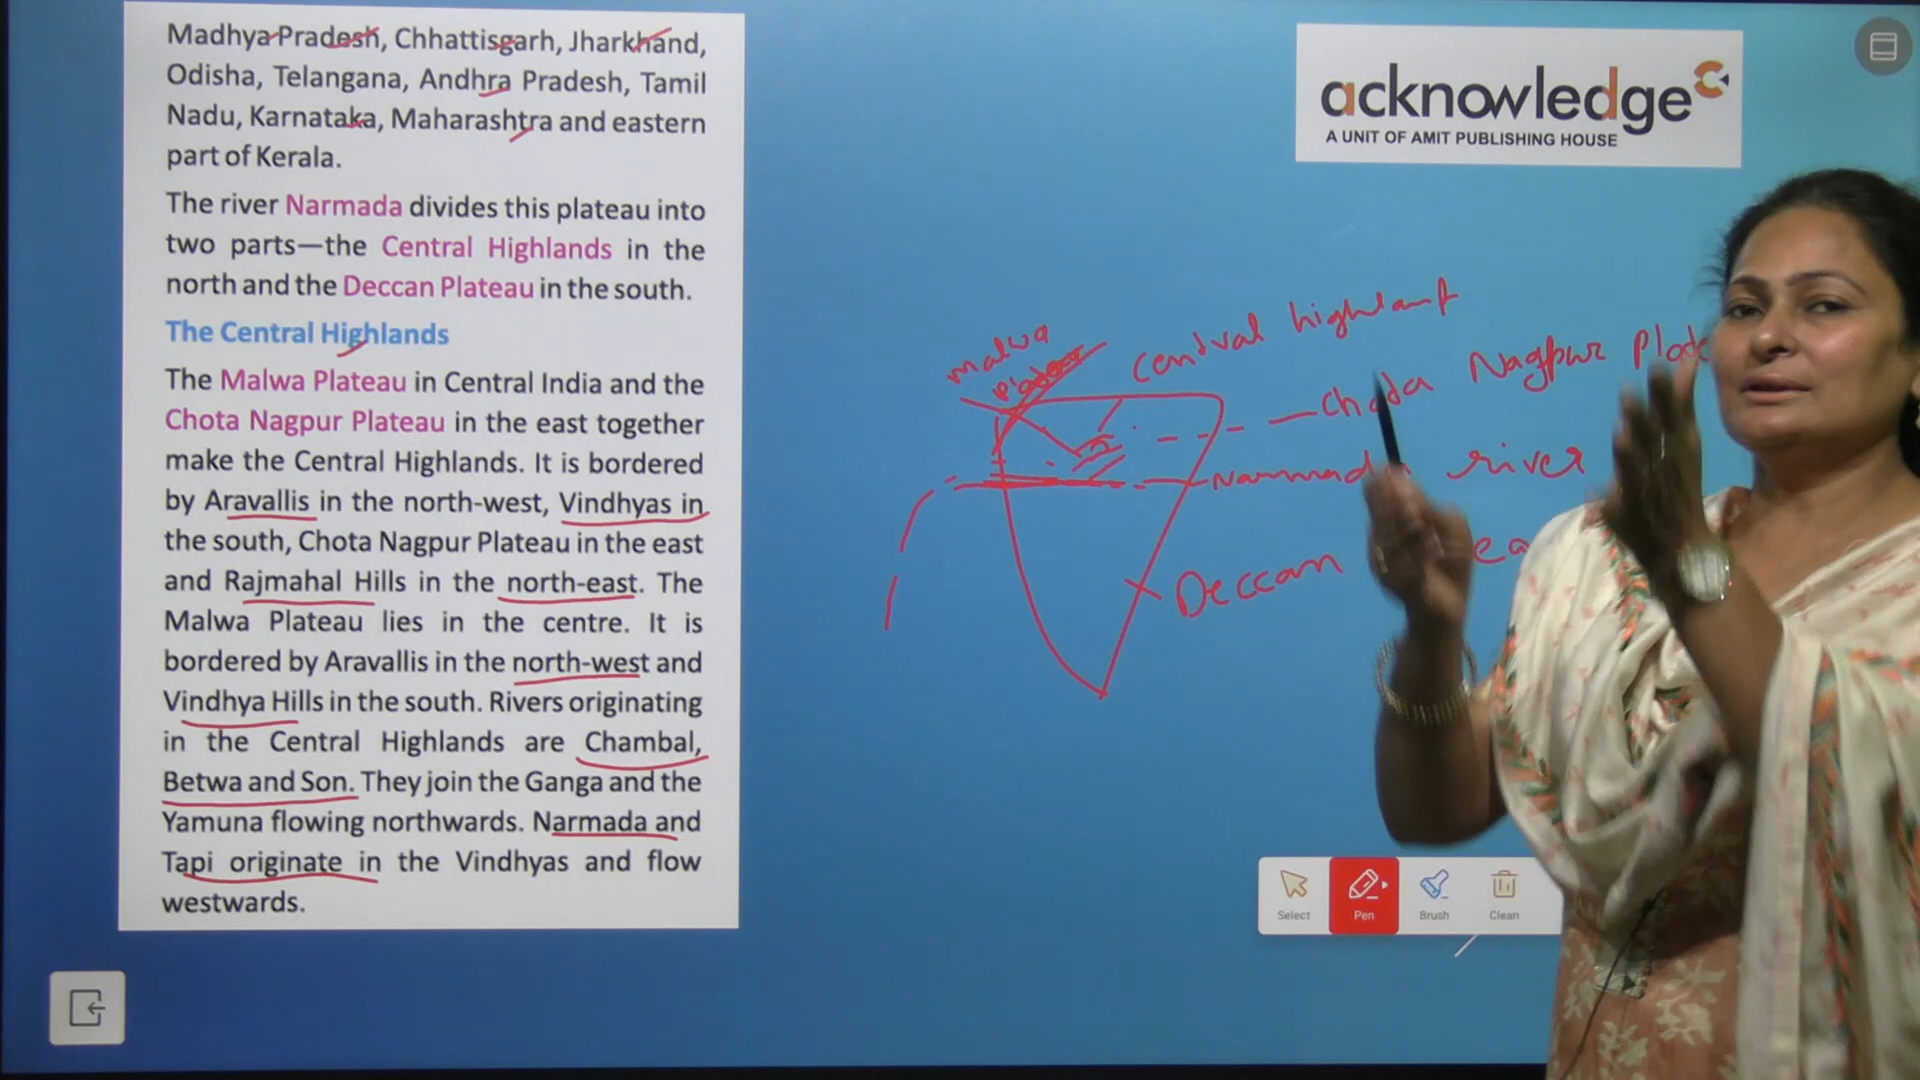 Madhya Pradesh, Chhattisgarh, Jharkhand,
Odisha, Telangana, Andhra Pradesh, Tamil
Nadu, Karnataka, Maharashtra and eastern
part of Kerala.
The river Narmada divides this plateau into
two parts—the Central Highlands in the
north and the Deccan Plateau in the south.
The Central Highlands
The Malwa Plateau in Central India and the
Chota Nagpur Plateau in the east together
make the Central Highlands. It is bordered
by Aravallis in the north-west, Vindhyas in
the south, Chota Nagpur Plateau in the east
and Rajmahal Hills in the north-east. The
Malwa Plateau lies in the centre. It is
bordered by Aravallis in the north-west and
Vindhya Hills in the south. Rivers originating
in the Central Highlands are Chambal,
Betwa and Son. They join the Ganga and the
Yamuna flowing northwards. Narmada and
Tapi originate in the Vindhyas and flow
westwards.
acknowledge
A UNIT OF AMIT PUBLISHING HOUSE
central highland
malwa
Nagpur
river
Deccan
Select
Pen
Brush
Clean